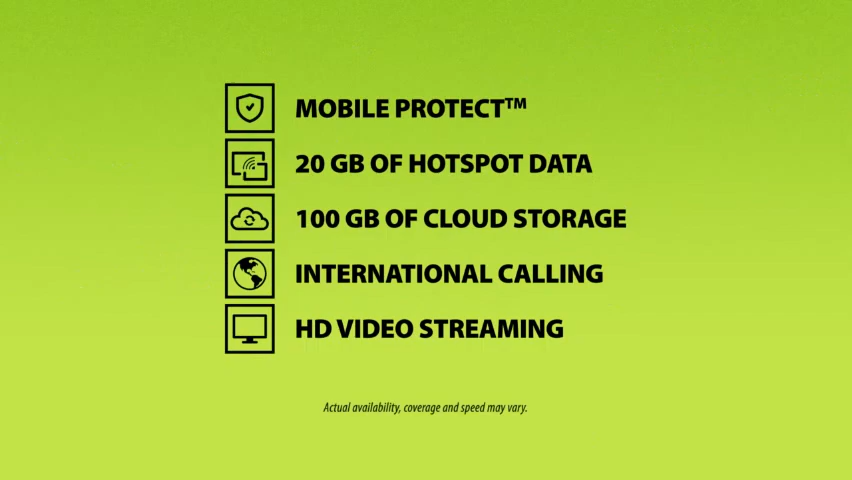 MOBILE PROTECT™
20 GB OF HOTSPOT DATA
100 GB OF CLOUD STORAGE
INTERNATIONAL CALLING
HD VIDEO STREAMING
Actual availability, coverage and speed may vary.